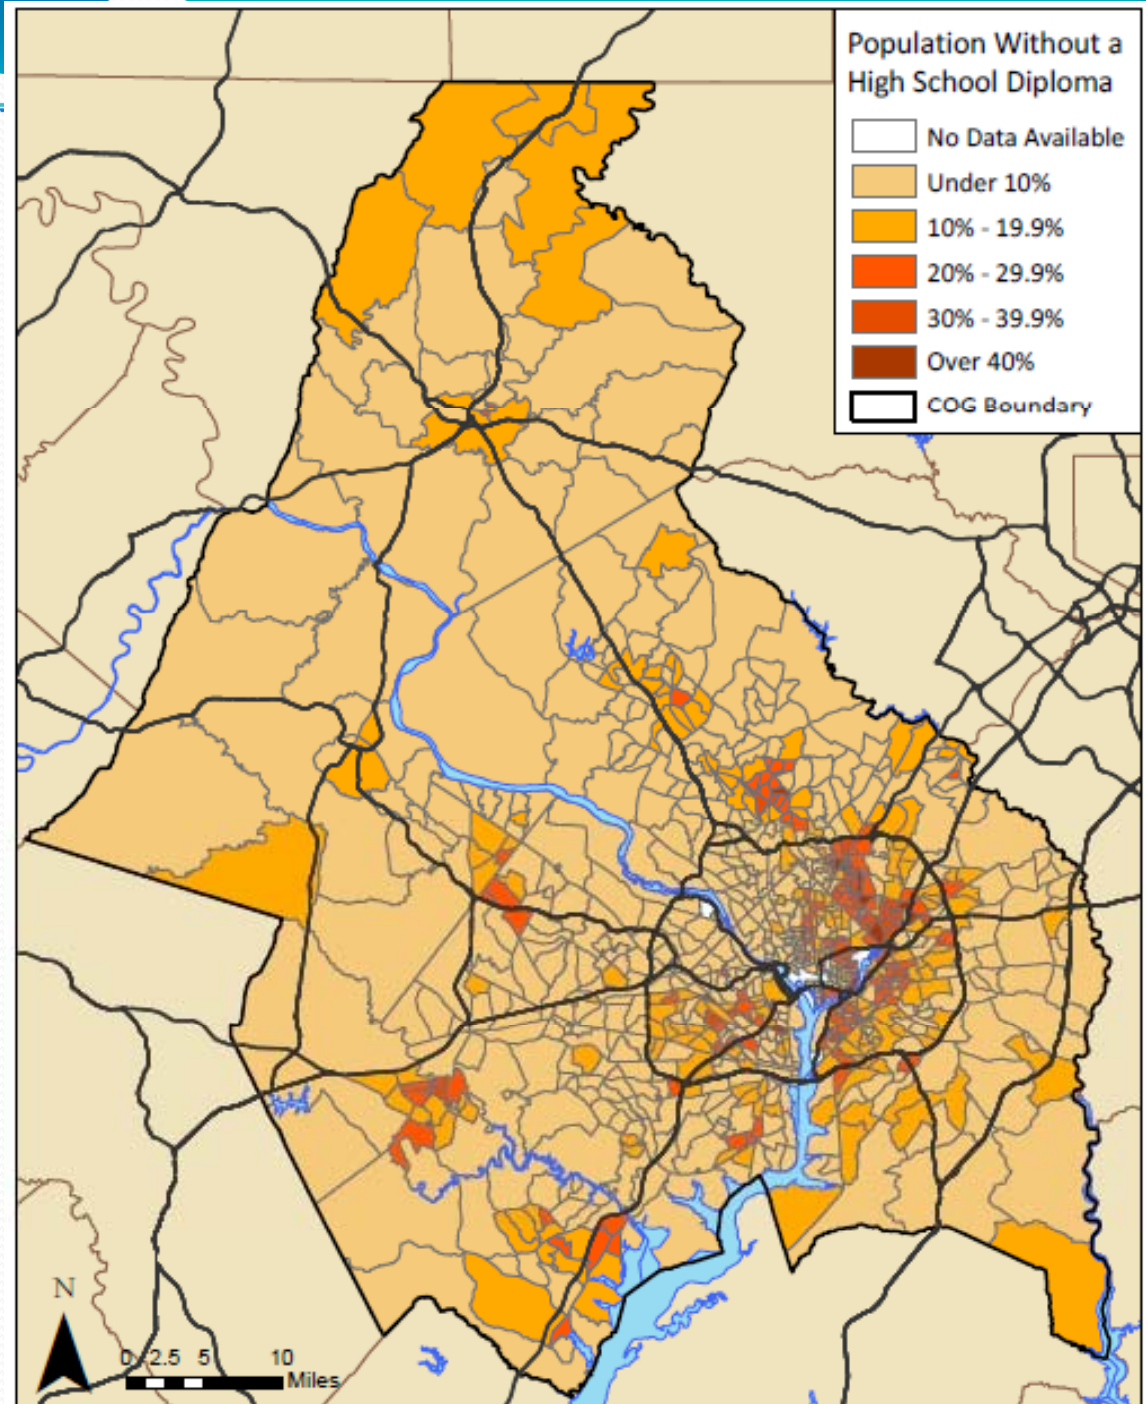 Population Without a
High School Diploma
No Data Available
Under 10%
10% - 19.9%
20% - 29.9%
30% - 39.9%
Over 40%
COG Boundary
N
0 2.5 5 10
Miles